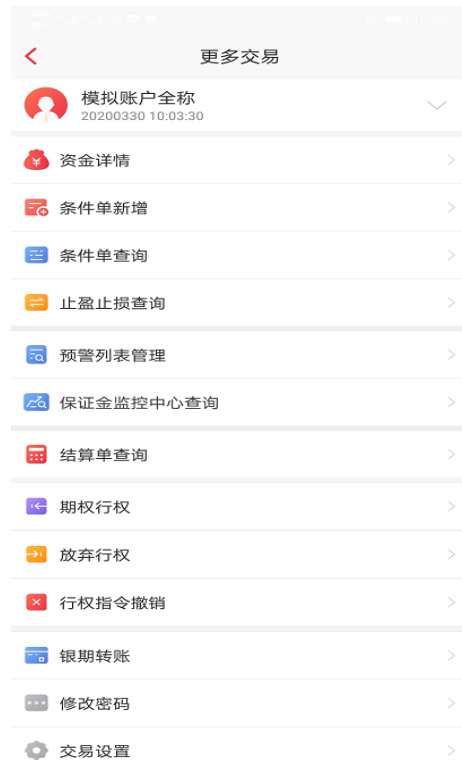 更多交易
模拟账户全称
20200330 10:03:30
资金详情
条件单新增
条件单查询
止盈止损查询
预警列表管理
保证金监控中心查询
结算单查询
期权行权
放弃行权
行权指令撤销
银期转账
修改密码
交易设置